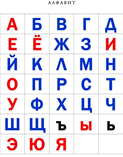 АЛФАВИТ
А Б В Г Д
Е Ё Ж З И
Й К Л М Н
О П Р С Т
У Ф Х Ц Ч
Ш Щ ъ ы ь
Э Ю Я